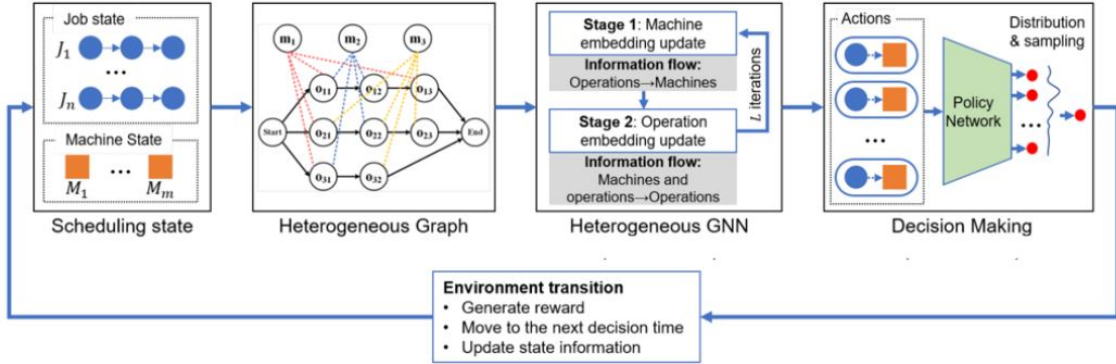 Job state
J₁
...
Jₙ
Machine State
M₁ ... Mₘ
Scheduling state
m₁ m₂ m₃
o₁₁ o₁₂ o₁₃
Start o₂₁ o₂₂ o₂₃ End
o₃₁ o₃₂
Heterogeneous Graph
Stage 1: Machine
embedding update
Information flow:
Operations→Machines
Stage 2: Operation
embedding update
Information flow:
Machines and
operations→Operations
L iterations
Heterogeneous GNN
Actions
...
Policy
Network
Distribution
& sampling
...
Decision Making
Environment transition
• Generate reward
• Move to the next decision time
• Update state information